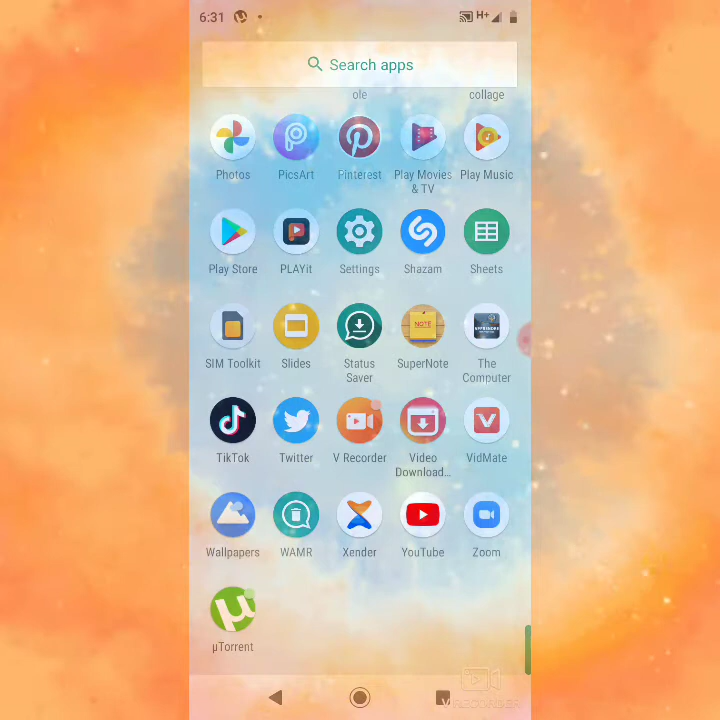 6:31
H+
Search apps
ole
collage
Photos
PicsArt
Pinterest
Play Movies
& TV
Play Music
Play Store
PLAYit
Settings
Shazam
Sheets
NOTE
SIM Toolkit
Slides
Status
Saver
SuperNote
The
Computer
TikTok
Twitter
V Recorder
Video
Download...
VidMate
Wallpapers
WAMR
Xender
YouTube
Zoom
µ
µTorrent
V RECORDER